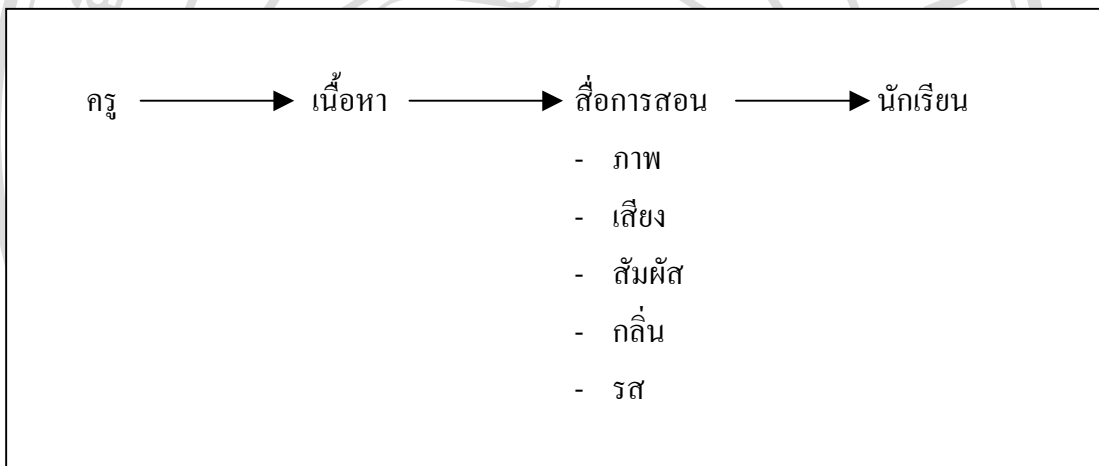 ครู เนื้อหา สื่อการสอน นักเรียน
- ภาพ
- เสียง
- สัมผัส
- กลิ่น
- รส